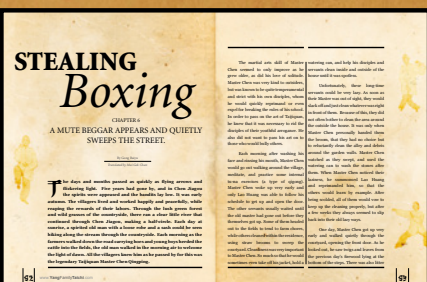 STEALING
Boxing
CHAPTER 6
A MUTE BEGGAR APPEARS AND QUIETLY
SWEEPS THE STREET.
The days and months passed as quickly as flying arrows and
flickering light. Five years had gone by, and in Chen Jiagou
the spirits were appeased and the bandits lay few. It was early
autumn. The villagers lived and worked happily and peacefully, while
reaping the rewards of their labors. Through the lush green forest
and wild grasses of the countryside, there ran a clear little river that
continued through Chen Jiagou, making a half-circle. Each day at
sunrise, a spirited old man with a loose robe and a sash could be seen
hiking along the stream through the countryside. Each morning as the
farmers walked down the road carrying hoes and young boys herded the
cattle into the fields, the old man walked in the morning air to welcome
the light of dawn. All the villagers knew him as he passed by for this was
the legendary Taijiquan Master Chen Qingping.
The martial arts skill of Master
Chen seemed to only improve as he
grew older, as did his love of solitude.
Master Chen was very kind to outsiders,
but was known to be quite temperamental
and strict with his own disciples, whom
he would quickly reprimand or even
expel for breaking the rules of his school.
In order to pass on the art of Taijiquan,
he knew that it was necessary to rid the
disciples of their youthful arrogance. He
also did not want to pass his art on to
those who would bully others.
Each morning after washing his
face and rinsing his mouth, Master Chen
would go out walking around the village,
meditate, and practice some internal
exercises (a type of qigong).
Master Chen woke up very early and
only Lao Huang was able to follow his
schedule to get up and open the door.
The other servants usually waited until
the old master had gone out before they
themselves got up. Some of them headed
out to the fields to tend to farm chores,
while others cleaned within the residence,
using straw brooms to sweep the
courtyard. Cleanliness was very important
to Master Chen. So much so that he would
sometimes even take off his jacket, hold a
watering can, and help his disciples and
servants clean inside and outside of the
house until it was spotless.
Unfortunately, these long-time
servants could be very lazy. As soon as
their Master was out of sight, they would
slack off and just clean whatever was right
in front of them. Because of this, they did
not often bother to clean the area around
the outside the house. It was only when
Master Chen personally handed them
the broom, that they had no choice but
to reluctantly clean the alley and debris
around the garden walls. Master Chen
watched as they swept, and used the
watering can to wash the stones after
them. When Master Chen noticed their
laziness, he summoned Lao Huang
and reprimanded him, so that the
others would learn by example. After
being scolded, all of them would vow to
keep up the cleaning properly, but after
a few weeks they always seemed to slip
back into their old lazy ways.
One day, Master Chen got up very
early and walked quietly through the
courtyard, opening the front door. As he
looked out, he saw twigs and leaves from
the previous day's firewood lying at the
bottom of the steps. There was also litter
52
www.TangFamilyTaichi.com
53